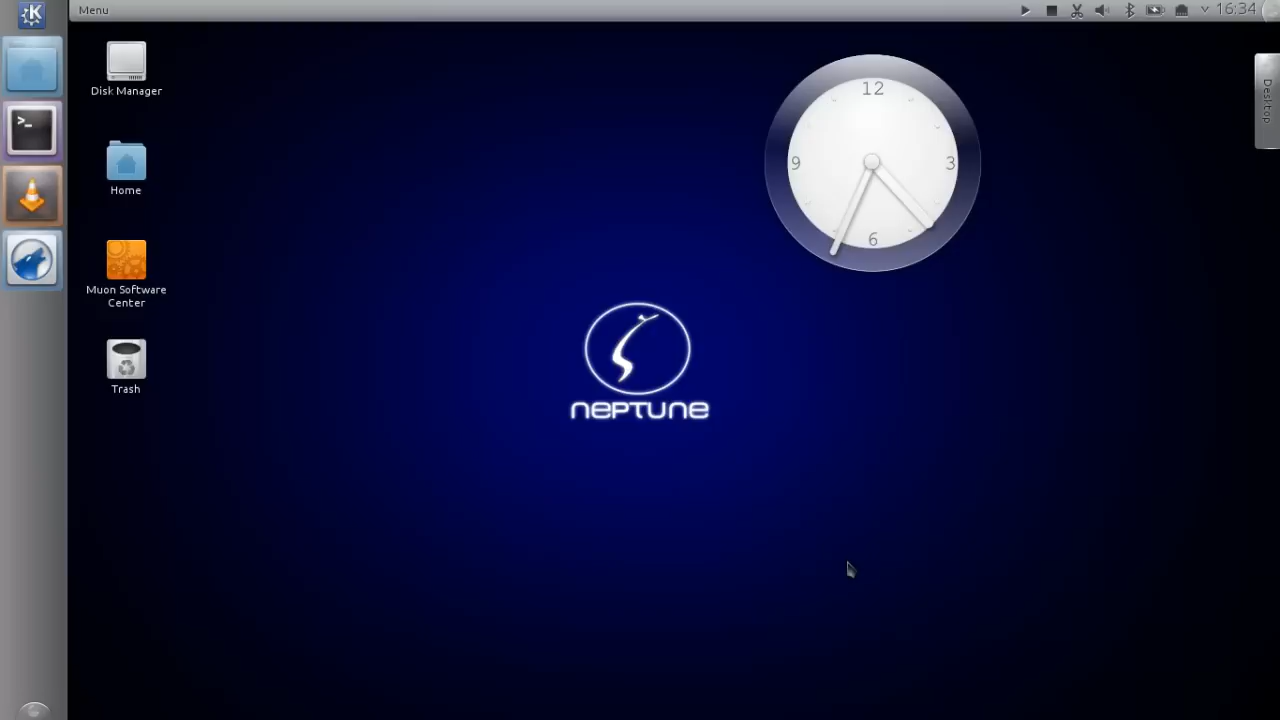 Menu
16:34
Disk Manager
Home
Muon Software
Center
Trash
12
9
3
6
NEPTUNE
Desktop
K
>_